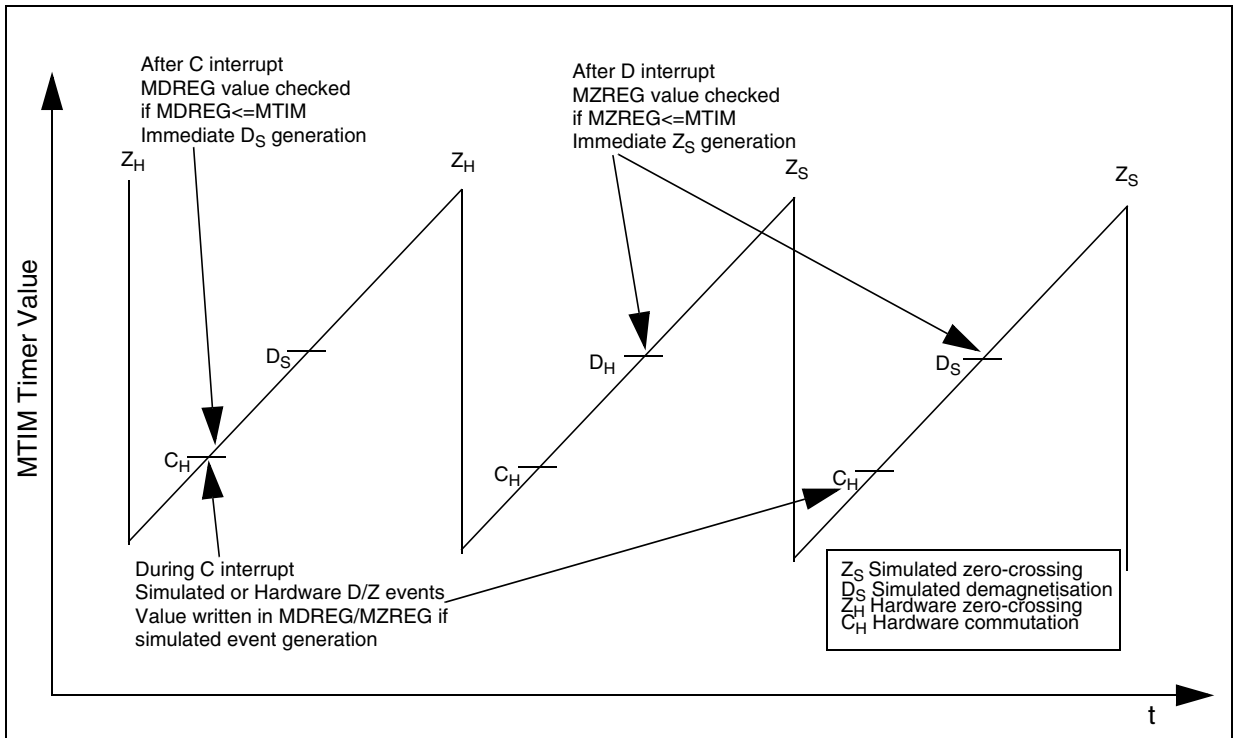 After C interrupt
MDREG value checked
if MDREG<=MTIM
Immediate DS generation
After D interrupt
MZREG value checked
if MZREG<=MTIM
Immediate ZS generation
ZH
ZH
ZS
ZS
MTIM Timer Value
DS
DH
DS
CH
CH
CH
During C interrupt
Simulated or Hardware D/Z events
Value written in MDREG/MZREG if
simulated event generation
ZS Simulated zero-crossing
DS Simulated demagnetisation
ZH Hardware zero-crossing
CH Hardware commutation
t